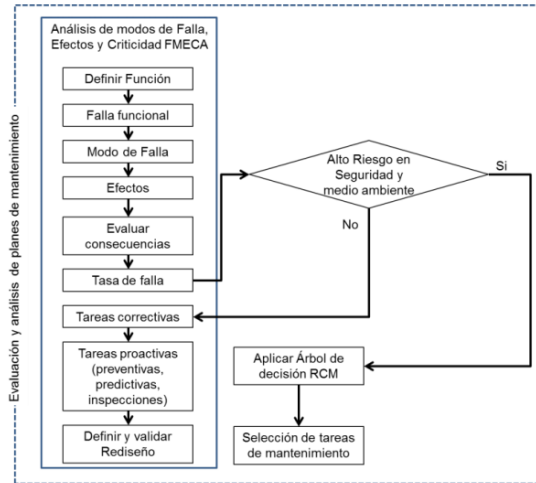 Evaluación y análisis de planes de mantenimiento
Análisis de modos de Falla,
Efectos y Criticidad FMECA
Definir Función
Falla funcional
Modo de Falla
Efectos
Evaluar
consecuencias
Tasa de falla
Alto Riesgo en
Seguridad y
medio ambiente
Si
No
Tareas correctivas
Tareas proactivas
(preventivas,
predictivas,
inspecciones)
Definir y validar
Rediseño
Aplicar Árbol de
decisión RCM
Selección de tareas
de mantenimiento